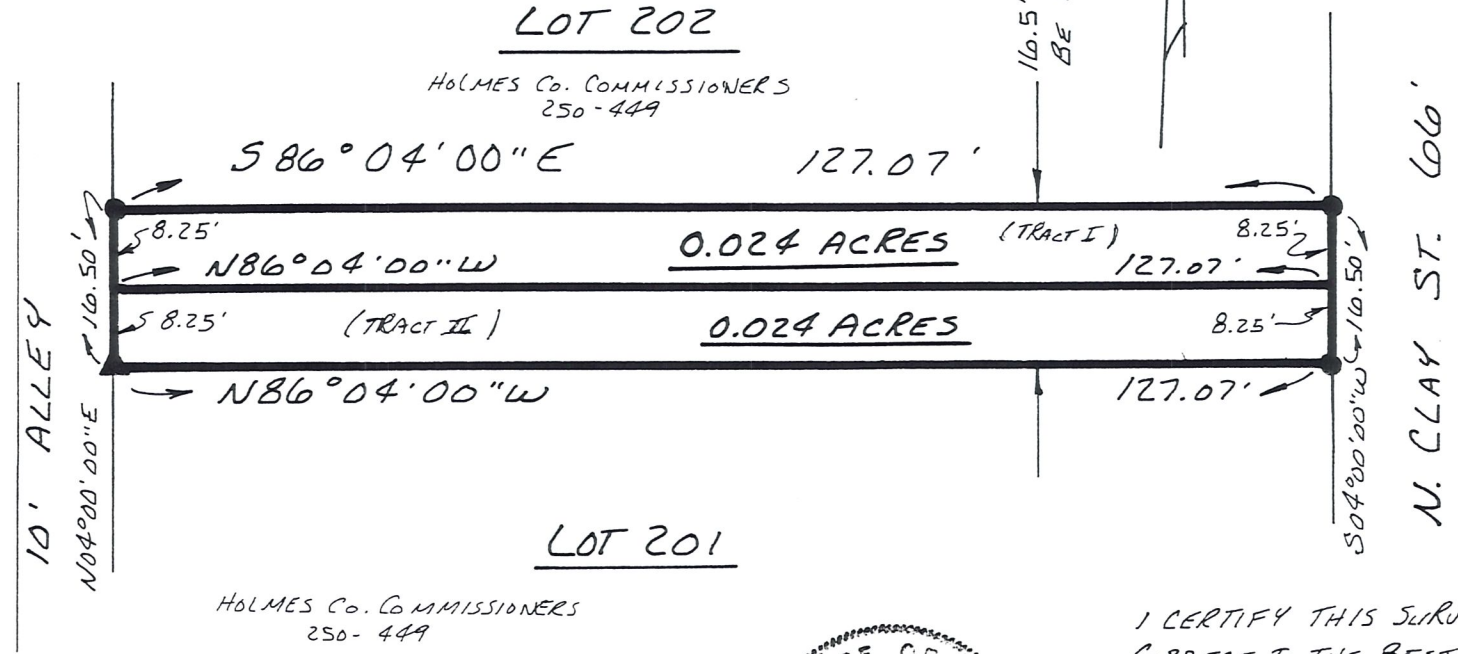 LOT 202
16.5'
BE
HOLMES CO. COMMISSIONERS
250-449
S 86° 04' 00" E 127.07'
8.25' 0.024 ACRES (TRACT I) 8.25'
N86°04'00"W 127.07'
8.25' (TRACT II) 0.024 ACRES 8.25'
N86°04'00"W 127.07'
16.50'
N04°00'00"E
10' ALLEY
16.50'
S04°00'00"W
N. CLAY ST. 66'
LOT 201
HOLMES CO. COMMISSIONERS
250-449
I CERTIFY THIS
THE BEST